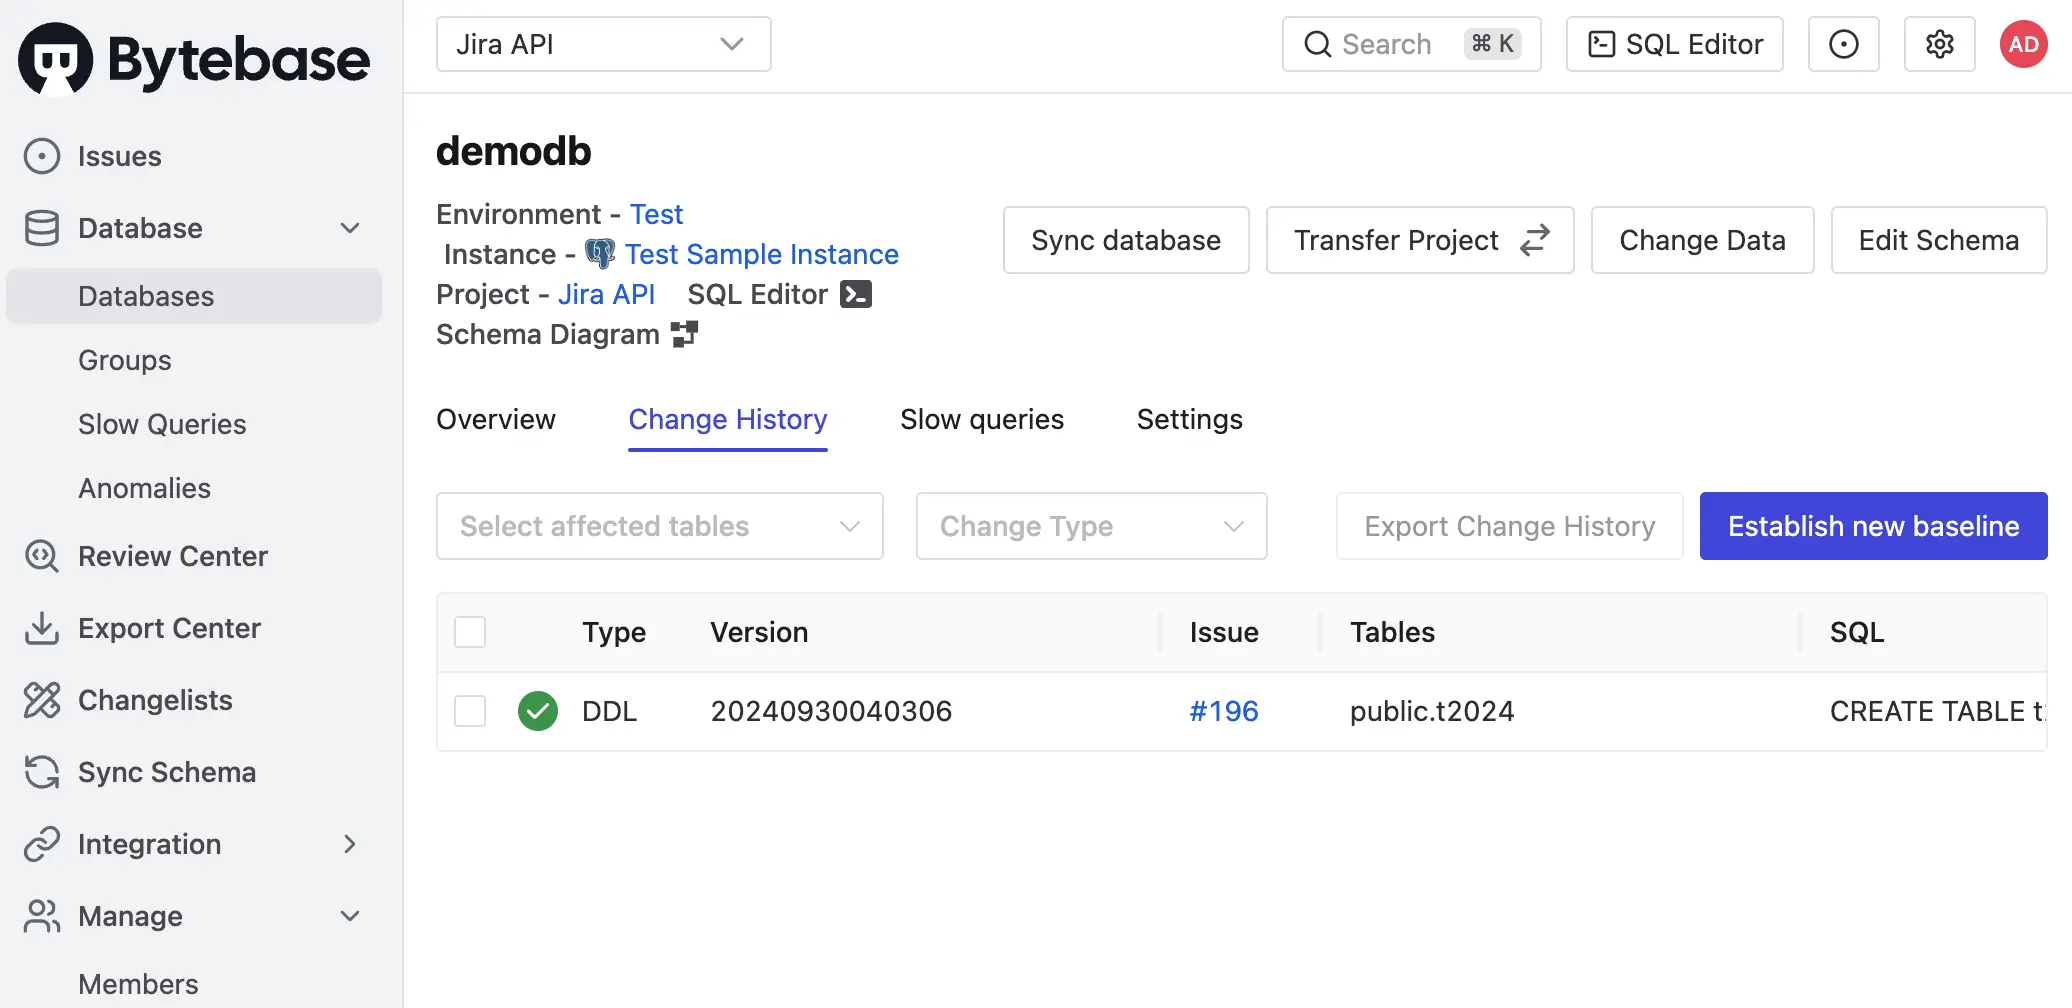 Bytebase
Issues
Database
Databases
Groups
Slow Queries
Anomalies
Review Center
Export Center
Changelists
Sync Schema
Integration
Manage
Members
Jira API
Search ⌘ K
SQL Editor
AD
demodb
Environment - Test
Instance - Test Sample Instance
Project - Jira API SQL Editor
Schema Diagram
Sync database
Transfer Project
Change Data
Edit Schema
Overview Change History Slow queries Settings
Select affected tables
Change Type
Export Change History
Establish new baseline
Type Version Issue Tables SQL
DDL 20240930040306 #196 public.t2024 CREATE TABLE